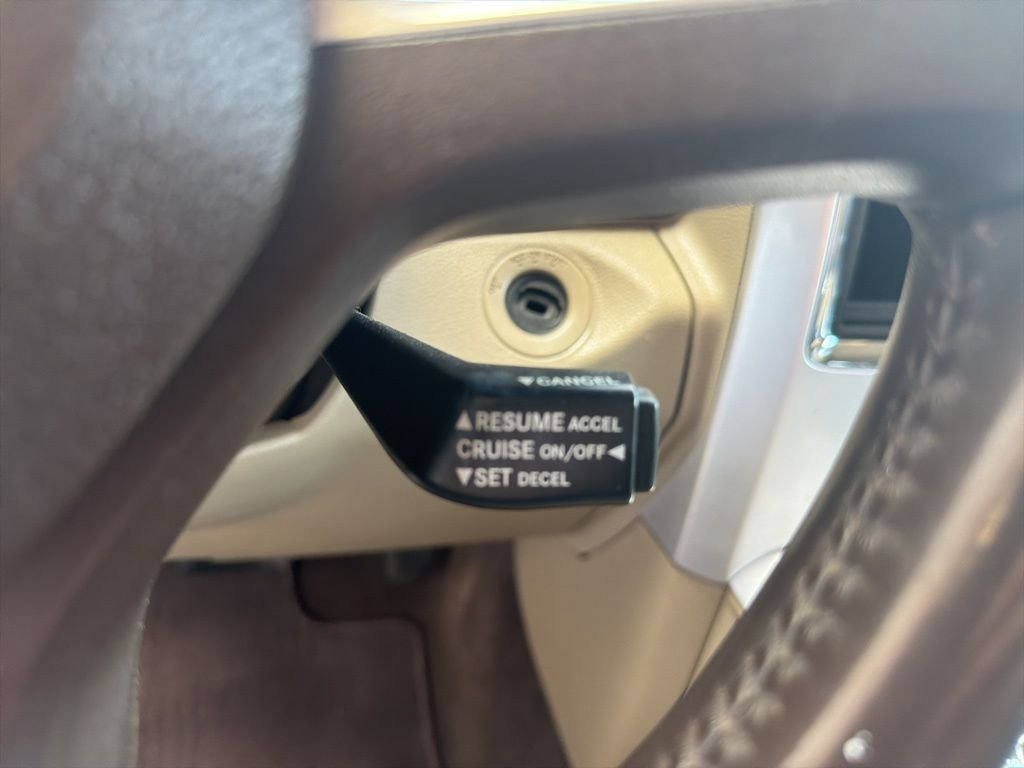 ▼CANCEL
▲RESUME ACCEL
CRUISE ON/OFF◀
▼SET DECEL